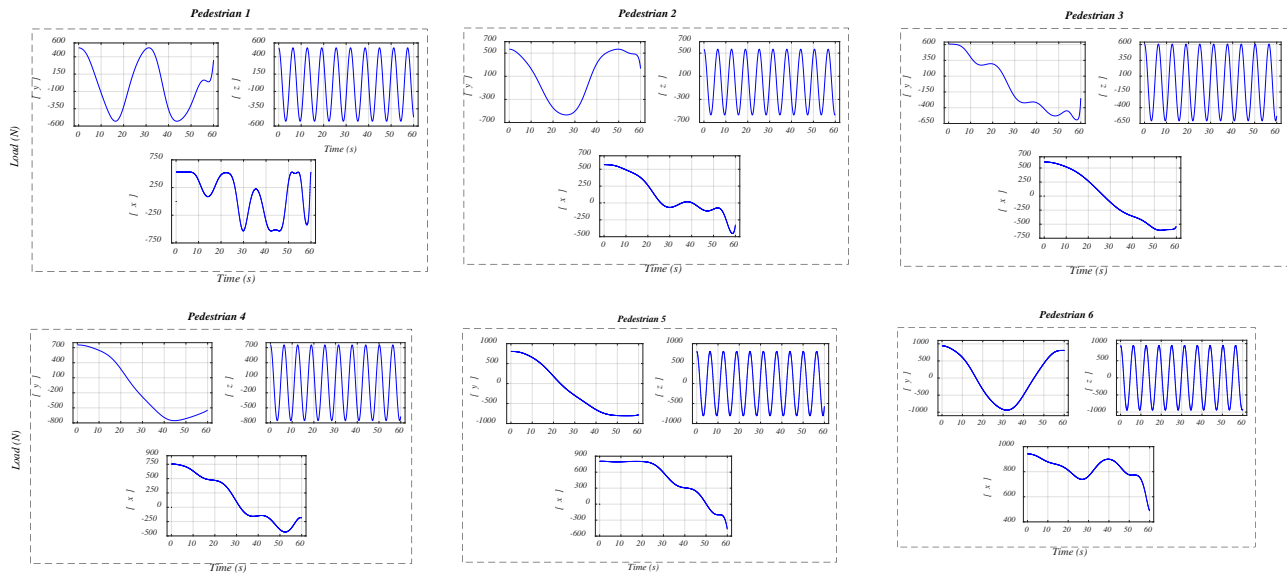 Pedestrian 1
Pedestrian 2
Pedestrian 3
Load (N)
[ y ]
600
400
150
-100
-350
-600
0 10 20 30 40 50 60
[ z ]
600
400
150
-100
-350
-600
0 10 20 30 40 50 60
Time (s)
[ x ]
750
250
-250
-750
0 10 20 30 40 50 60
Time (s)
[ y ]
700
500
100
-300
-700
0 10 20 30 40 50 60
[ z ]
700
500
100
-300
-700
0 10 20 30 40 50 60
[ x ]
700
500
250
0
-250
-500
0 10 20 30 40 50 60
Time (s)
[ y ]
600
350
100
-150
-400
-650
0 10 20 30 40 50 60
[ z ]
600
350
100
-150
-400
-650
0 10 20 30 40 50 60
[ x ]
700
500
250
0
-250
-500
-750
0 10 20 30 40 50 60
Time (s)
Pedestrian 4
Pedestrian 5
Pedestrian 6
Load (N)
[ y ]
700
400
100
-200
-500
-800
0 10 20 30 40 50 60
[ z ]
700
400
100
-200
-500
-800
0 10 20 30 40 50 60
[ x ]
900
750
500
250
0
-250
-500
0 10 20 30 40 50 60
Time (s)
[ y ]
1000
500
0
-500
-1000
0 10 20 30 40 50 60
[ z ]
1000
500
0
-500
-1000
0 10 20 30 40 50 60
[ x ]
900
600
300
0
-300
-600
0 10 20 30 40 50 60
Time (s)
[ y ]
1000
500
0
-500
-1000
0 10 20 30 40 50 60
[ z ]
1000
500
0
-500
-1000
0 10 20 30 40 50 60
[ x ]
1000
800
600
400
0 10 20 30 40 50 60
Time (s)